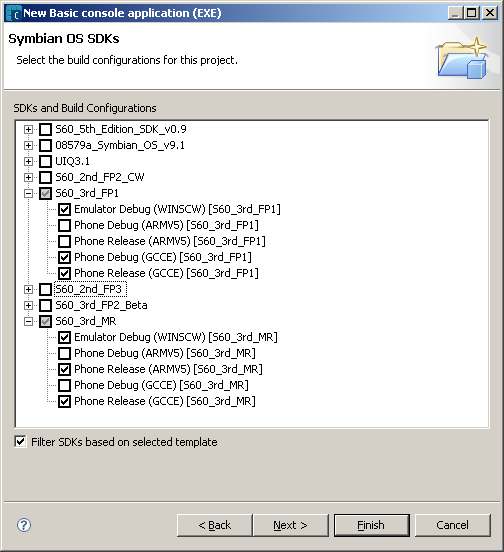 New Basic console application (EXE)
Symbian OS SDKs
Select the build configurations for this project.
SDKs and Build Configurations
S60_5th_Edition_SDK_v0.9
08579a_Symbian_OS_v9.1
UIQ3.1
S60_2nd_FP2_CW
S60_3rd_FP1
Emulator Debug (WINSCW) [S60_3rd_FP1]
Phone Debug (ARMV5) [S60_3rd_FP1]
Phone Release (ARMV5) [S60_3rd_FP1]
Phone Debug (GCCE) [S60_3rd_FP1]
Phone Release (GCCE) [S60_3rd_FP1]
S60_2nd_FP3
S60_3rd_FP2_Beta
S60_3rd_MR
Emulator Debug (WINSCW) [S60_3rd_MR]
Phone Debug (ARMV5) [S60_3rd_MR]
Phone Release (ARMV5) [S60_3rd_MR]
Phone Debug (GCCE) [S60_3rd_MR]
Phone Release (GCCE) [S60_3rd_MR]
Filter SDKs based on selected template
? < Back Next > Finish Cancel